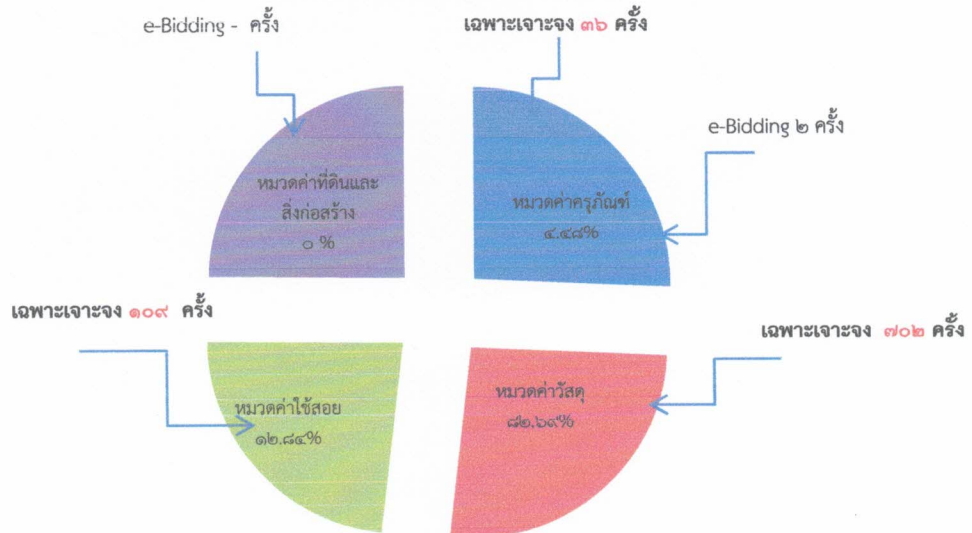 e-Bidding - ครั้ง
เฉพาะเจาะจง ๓๖ ครั้ง
e-Bidding ๒ ครั้ง
หมวดค่าที่ดินและ
สิ่งก่อสร้าง
๐ %
หมวดค่าครุภัณฑ์
๔.๔๘%
เฉพาะเจาะจง ๑๐๙ ครั้ง
เฉพาะเจาะจง ๗๐๒ ครั้ง
หมวดค่าใช้สอย
๑๒.๘๔%
หมวดค่าวัสดุ
๘๒.๖๙%